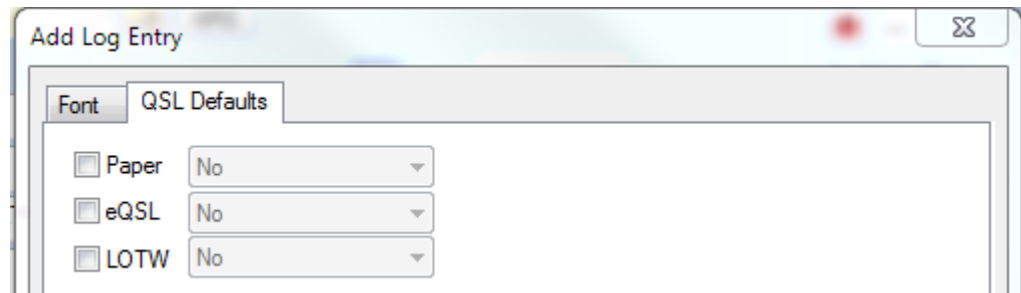 Add Log Entry
Font QSL Defaults
Paper No
eQSL No
LOTW No